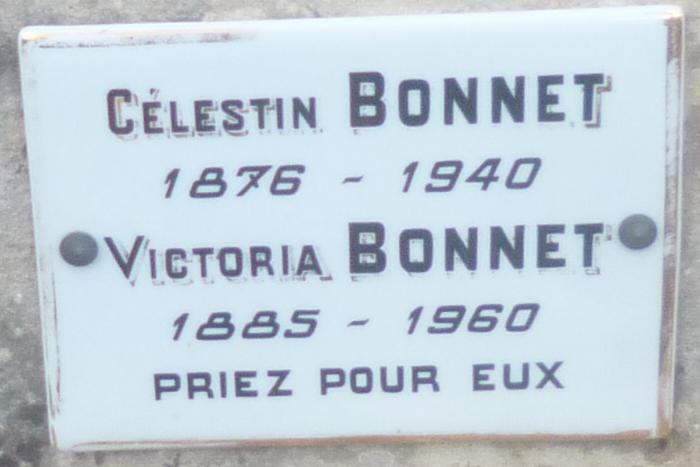 CÉLESTIN BONNET
1876 - 1940
VICTORIA BONNET
1885 - 1960
PRIEZ POUR EUX